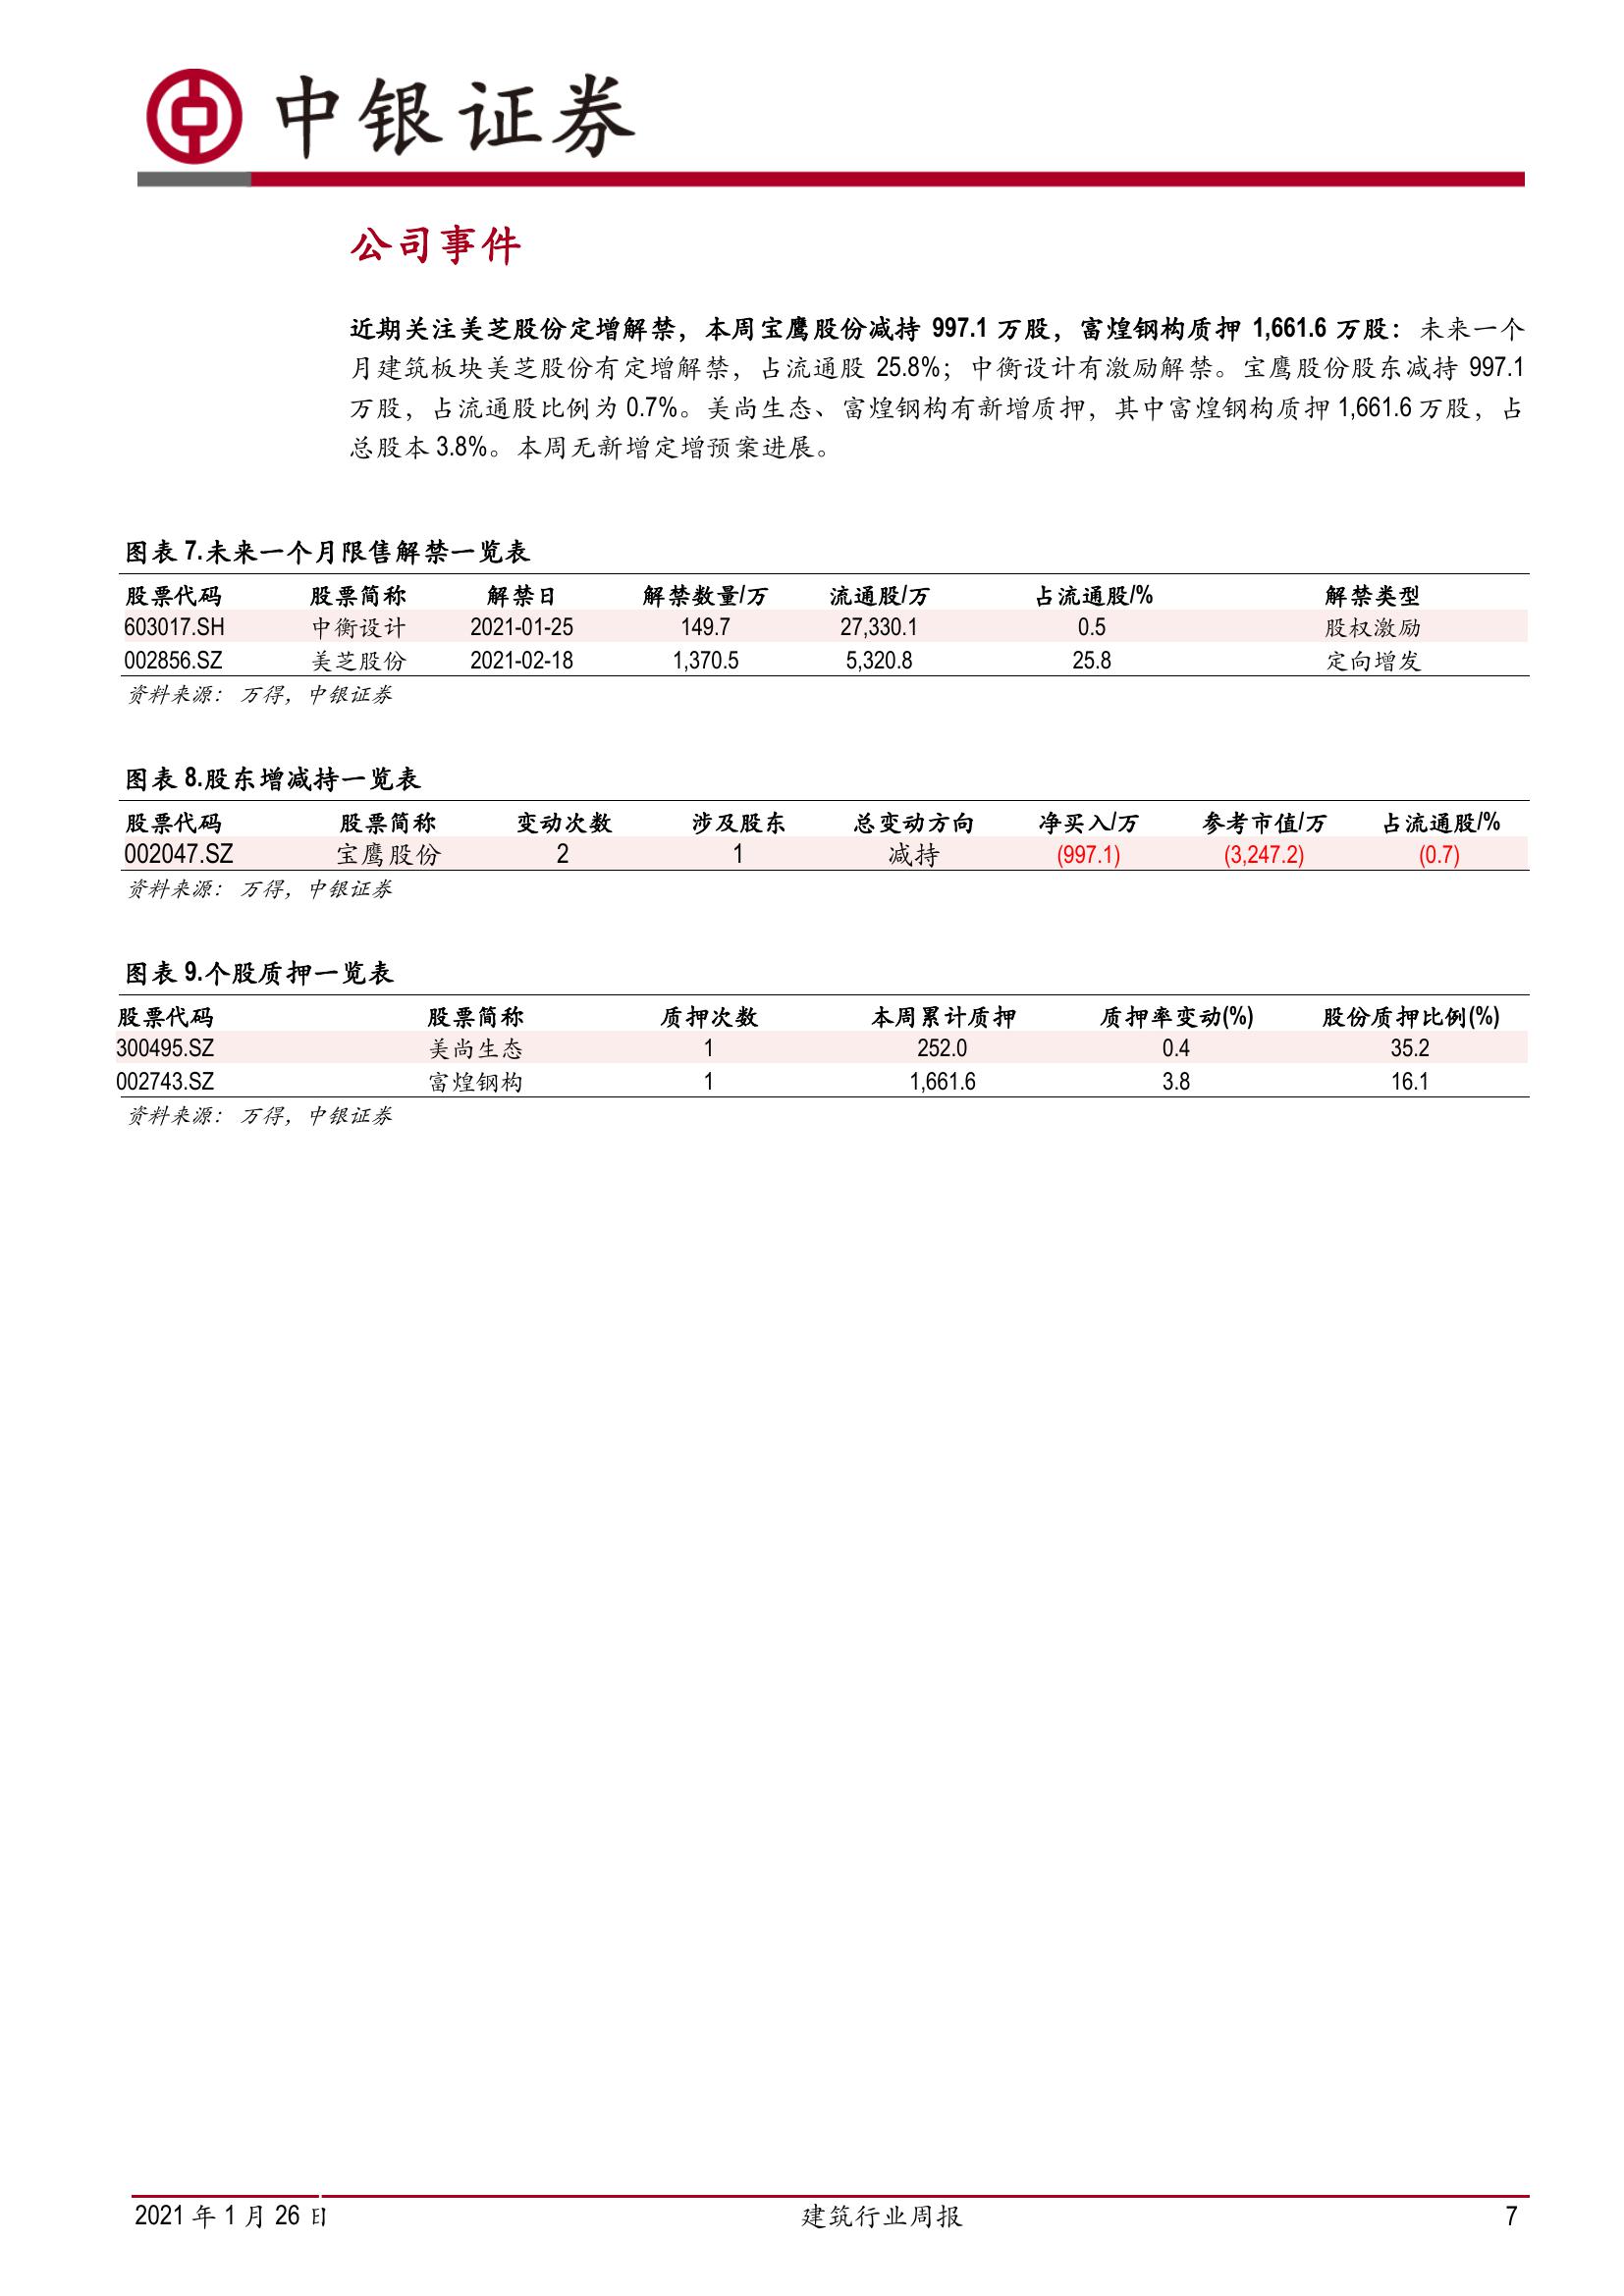 中银证券
公司事件
近期关注美芝股份定增解禁，本周宝鹰股份减持 997.1 万股，富煌钢构质押 1,661.6 万股：未来一个
月建筑板块美芝股份有定增解禁，占流通股 25.8%；中衡设计有激励解禁。宝鹰股份股东减持 997.1
万股，占流通股比例为 0.7%。美尚生态、富煌钢构有新增质押，其中富煌钢构质押 1,661.6 万股，占
总股本 3.8%。本周无新增定增预案进展。
图表 7.未来一个月限售解禁一览表
股票代码 股票简称 解禁日 解禁数量/万 流通股/万 占流通股/% 解禁类型
603017.SH 中衡设计 2021-01-25 149.7 27,330.1 0.5 股权激励
002856.SZ 美芝股份 2021-02-18 1,370.5 5,320.8 25.8 定向增发
资料来源：万得，中银证券
图表 8.股东增减持一览表
股票代码 股票简称 变动次数 涉及股东 总变动方向 净买入/万 参考市值/万 占流通股/%
002047.SZ 宝鹰股份 2 1 减持 (997.1) (3,247.2) (0.7)
资料来源：万得，中银证券
图表 9.个股质押一览表
股票代码 股票简称 质押次数 本周累计质押 质押率变动(%) 股份质押比例(%)
300495.SZ 美尚生态 1 252.0 0.4 35.2
002743.SZ 富煌钢构 1 1,661.6 3.8 16.1
资料来源：万得，中银证券
2021 年 1 月 26 日 建筑行业周报 7